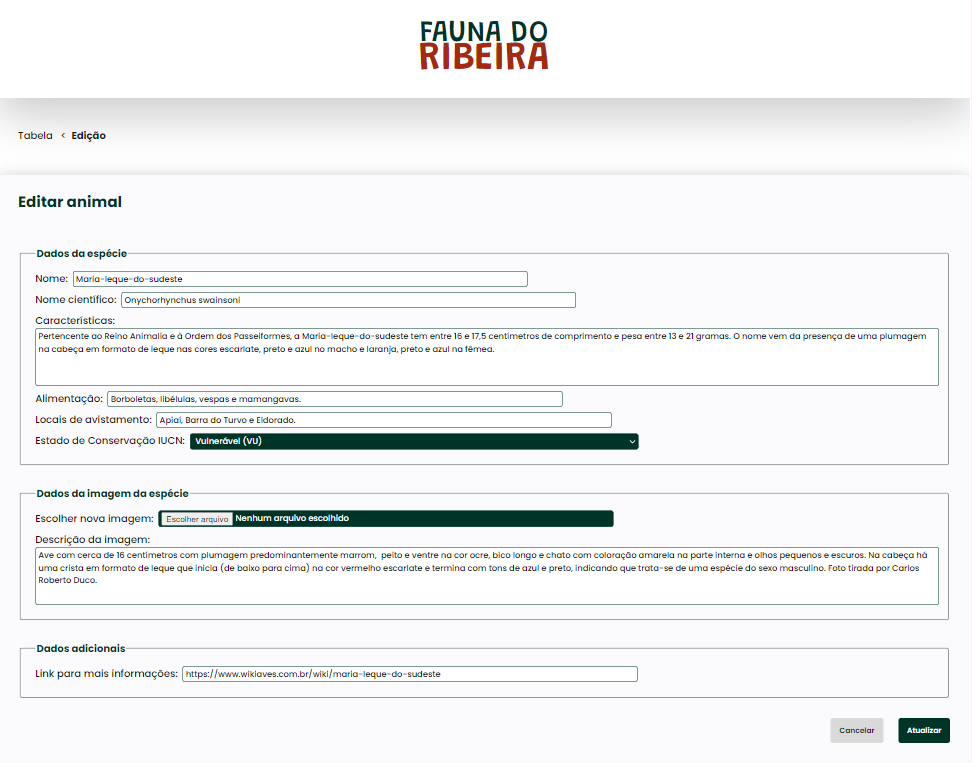 FAUNA DO
RIBEIRA
Tabela < Edição
Editar animal
Dados da espécie
Nome: Maria-leque-do-sudeste
Nome científico: Onychorhynchus swainsoni
Características:
Pertencente ao Reino Animalia e à Ordem dos Passeiformes, a Maria-leque-do-sudeste tem entre 16 e 17,5 centímetros de comprimento e pesa entre 13 e 21 gramas. O nome vem da presença de uma plumagem
na cabeça em formato de leque nas cores escarlate, preto e azul no macho e laranja, preto e azul na fêmea.
Alimentação: Borboletas, libélulas, vespas e mamangavas.
Locais de avistamento: Apiaí, Barra do Turvo e Eldorado.
Estado de Conservação IUCN: Vulnerável (VU)
Dados da imagem da espécie
Escolher nova imagem: Escolher arquivo Nenhum arquivo escolhido
Descrição da imagem:
Ave com cerca de 16 centímetros com plumagem predominantemente marrom, peito e ventre na cor ocre, bico longo e chato com coloração amarela na parte interna e olhos pequenos e escuros. Na cabeça há
uma crista em formato de leque que inicia (de baixo para cima) na cor vermelho escarlate e termina com tons de azul e preto, indicando que trata-se de uma espécie do sexo masculino. Foto tirada por Carlos
Roberto Duco.
Dados adicionais
Link para mais informações: https://www.wikiaves.com.br/wiki/maria-leque-do-sudeste
Cancelar Atualizar